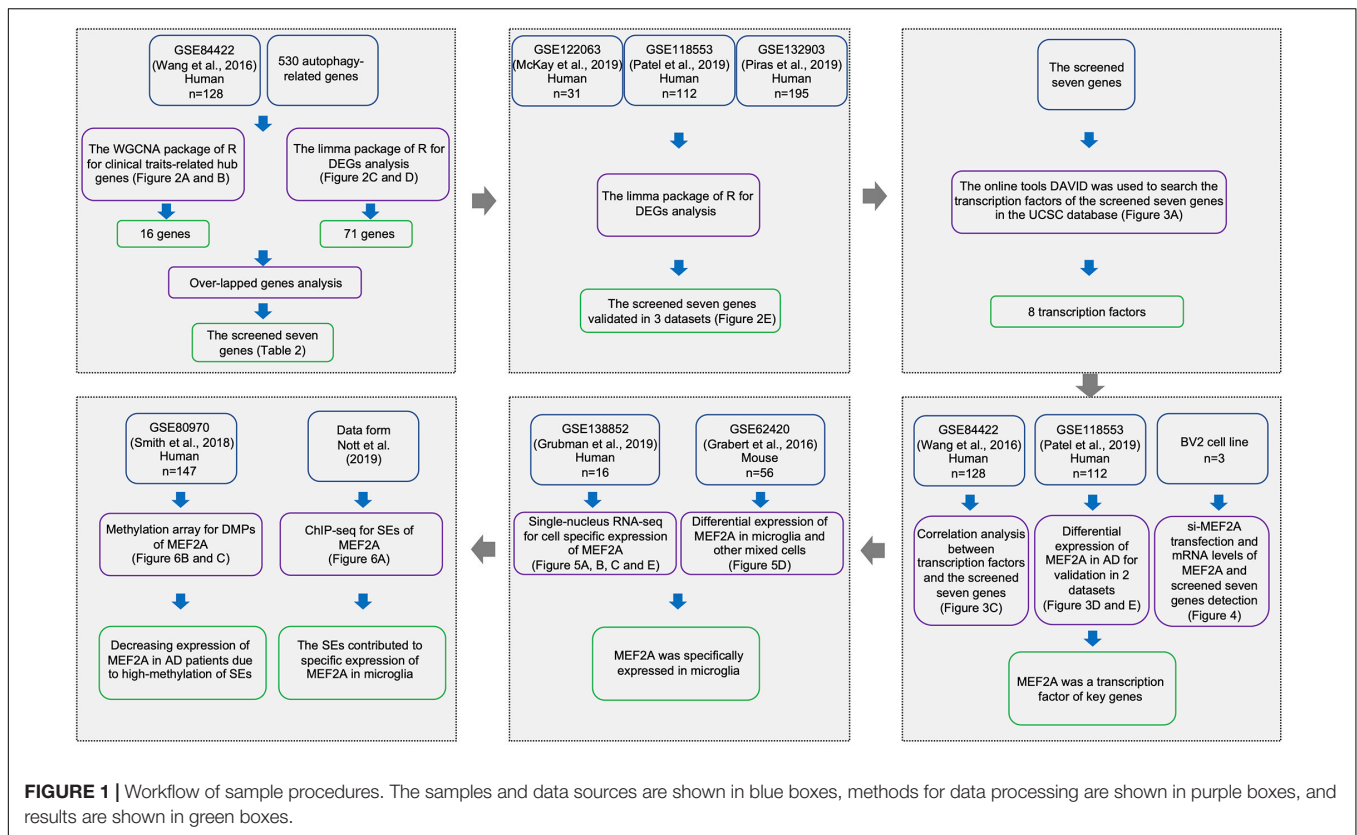 GSE84422
(Wang et al., 2016)
Human
n=128
530 autophagy-
related genes
The WGCNA package of R
for clinical traits-related hub
genes (Figure 2A and B)
The limma package of R for
DEGs analysis
(Figure 2C and D)
16 genes
71 genes
Over-lapped genes analysis
The screened seven
genes (Table 2)
GSE122063
(McKay et al., 2019)
Human
n=31
GSE118553
(Patel et al., 2019)
Human
n=112
GSE132903
(Piras et al., 2019)
Human
n=195
The limma package of R for
DEGs analysis
The screened seven genes
validated in 3 datasets (Figure 2E)
The screened
seven genes
The online tools DAVID was used to search the
transcription factors of the screened seven genes
in the UCSC database (Figure 3A)
8 transcription factors
GSE80970
(Smith et al., 2018)
Human
n=147
Data form
Nott et al.
(2019)
Methylation array for DMPs
of MEF2A
(Figure 6B and C)
ChIP-seq for SEs of
MEF2A
(Figure 6A)
Decreasing expression of
MEF2A in AD patients due
to high-methylation of SEs
The SEs contributed to
specific expression of
MEF2A in microglia
GSE138852
(Grubman et al., 2019)
Human
n=16
GSE62420
(Grabert et al., 2016)
Mouse
n=56
Single-nucleus RNA-seq
for cell specific expression
of MEF2A
(Figure 5A, B, C and E)
Differential expression of
MEF2A in microglia and
other mixed cells
(Figure 5D)
MEF2A was specifically
expressed in microglia
GSE84422
(Wang et al., 2016)
Human
n=128
GSE118553
(Patel et al., 2019)
Human
n=112
BV2 cell line
n=3
Correlation analysis
between
transcription factors
and the screened
seven genes
(Figure 3C)
Differential
expression of
MEF2A in AD for
validation in 2
datasets
(Figure 3D and E)
si-MEF2A
transfection and
mRNA levels of
MEF2A and
screened seven
genes detection
(Figure 4)
MEF2A was a transcription
factor of key genes
FIGURE 1 | Workflow of sample procedures. The samples and data sources are shown in blue boxes, methods for data processing are shown in purple boxes, and
results are shown in green boxes.